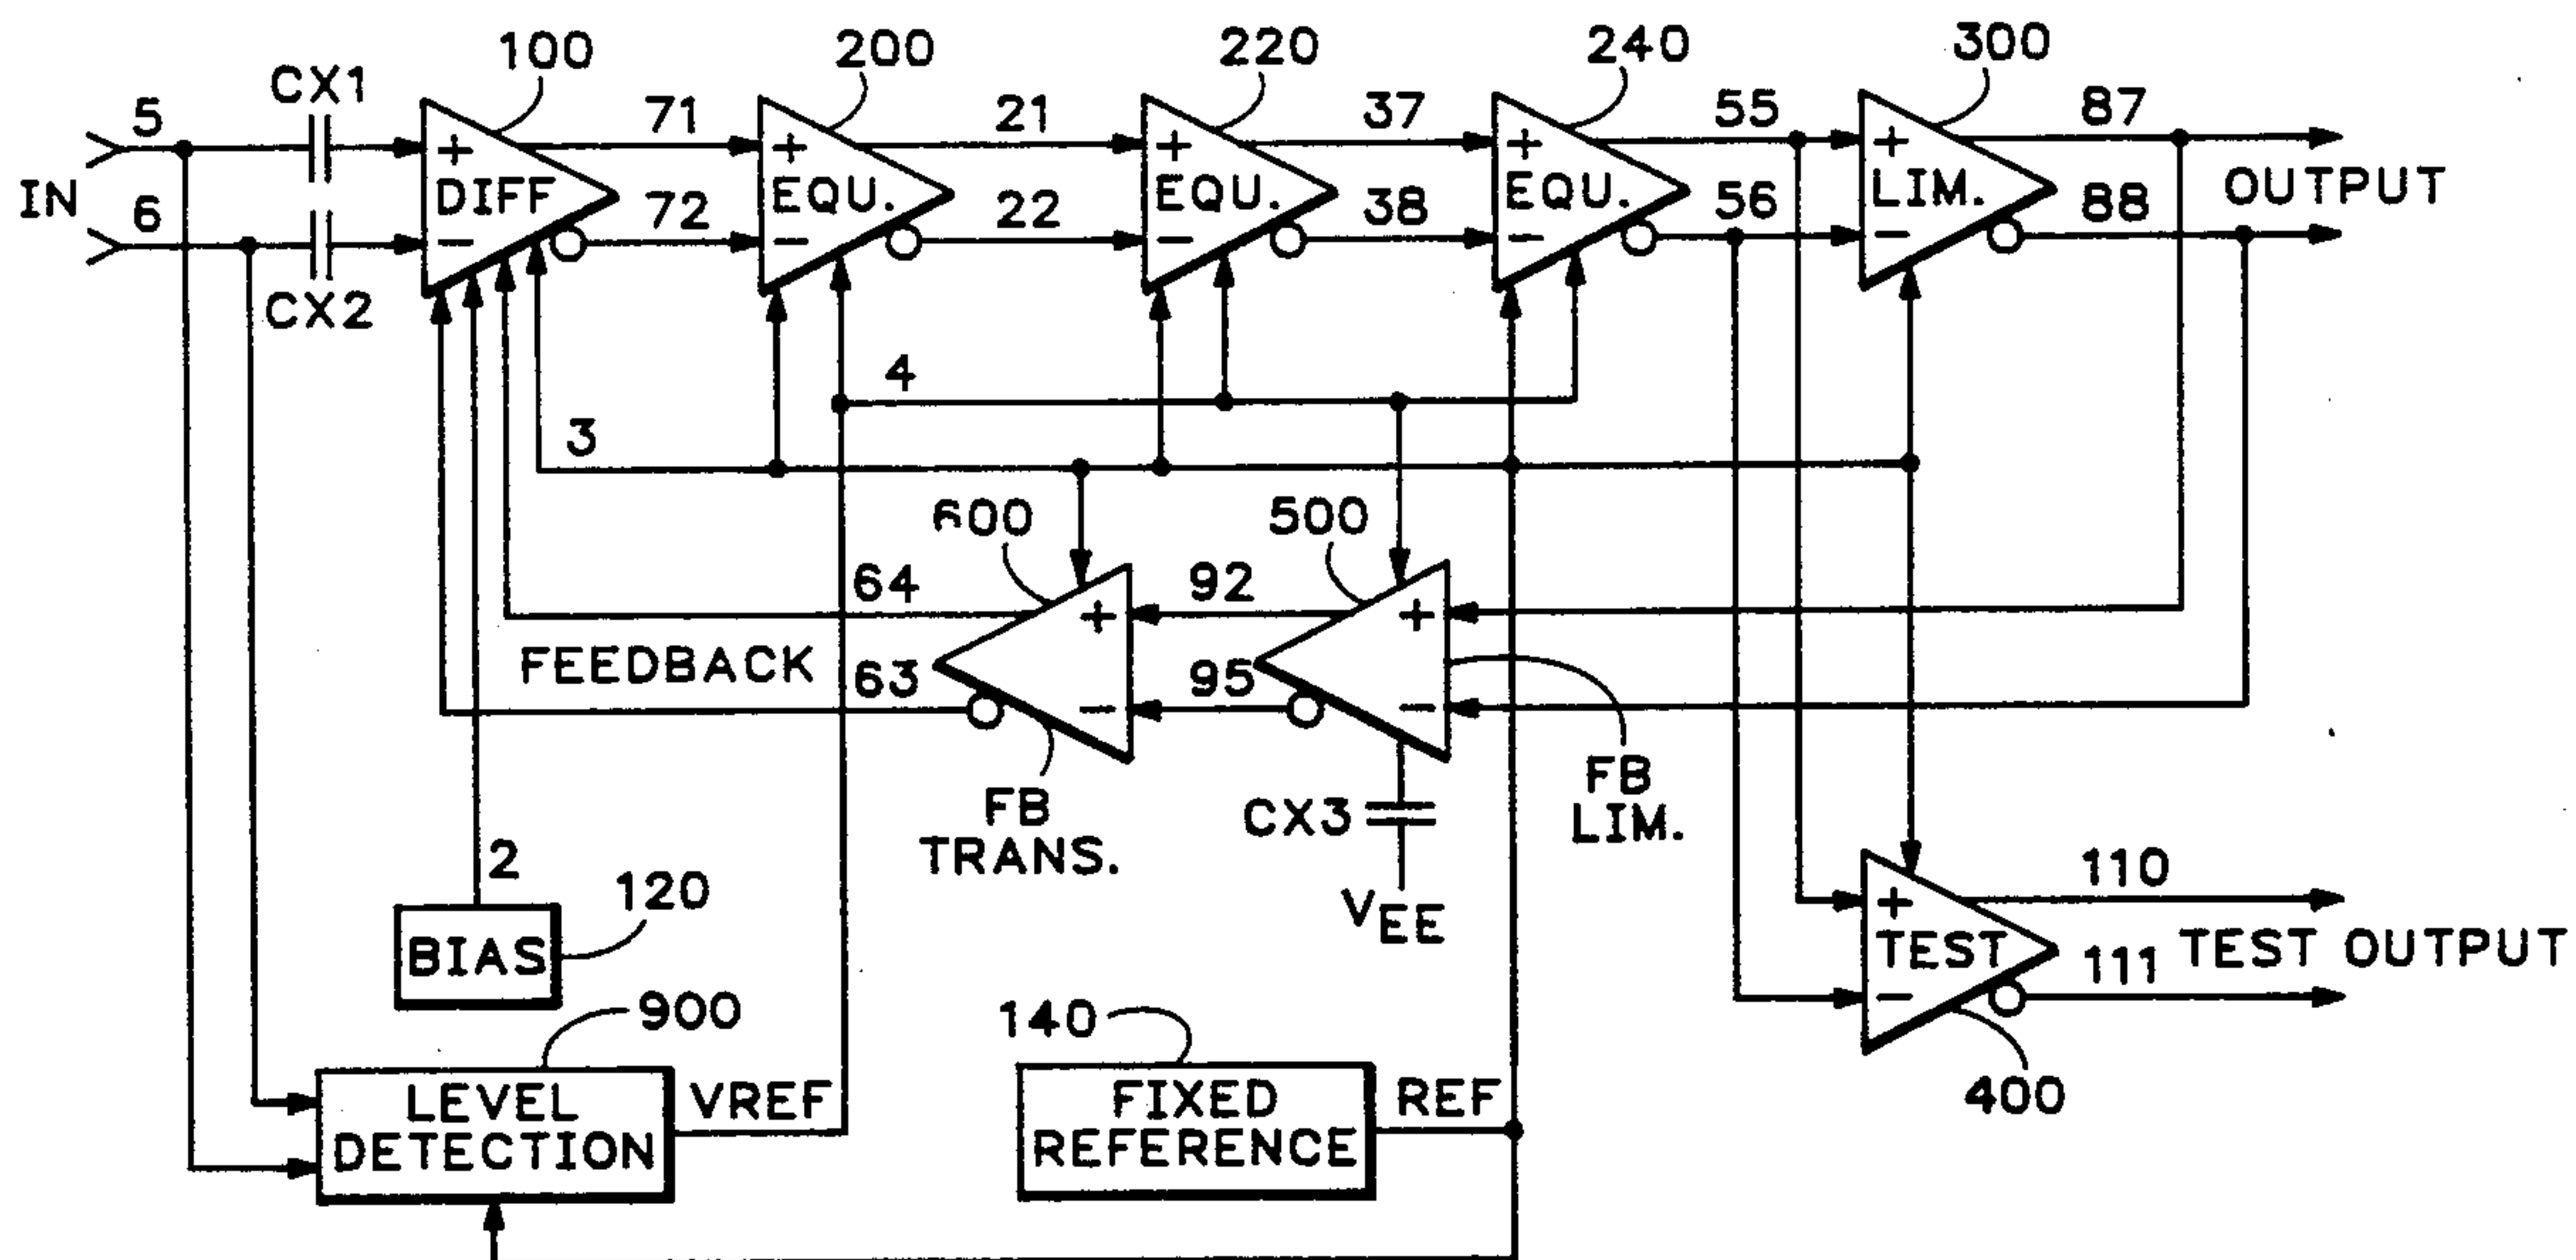 100 200 220 240 300
CX1
5 71 21 37 55 87
+ + + + +
IN DIFF EQU. EQU. EQU. LIM. OUTPUT
6 72 22 38 56 88
− − − − −
CX2
4
3
600 500
64 92
+ +
FEEDBACK
63 95
− −
FB
TRANS.
CX3
VEE
FB
LIM.
2
120
BIAS
110
+
TEST
−
TEST OUTPUT
111
400
900
LEVEL
DETECTION
VREF
140
FIXED
REFERENCE
REF